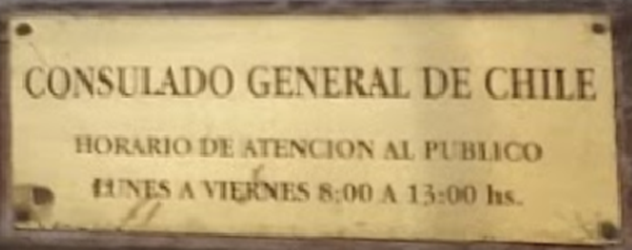 CONSULADO GENERAL DE CHILE
HORARIO DE ATENCION AL PUBLICO
LUNES A VIERNES 8:00 A 13:00 hs.